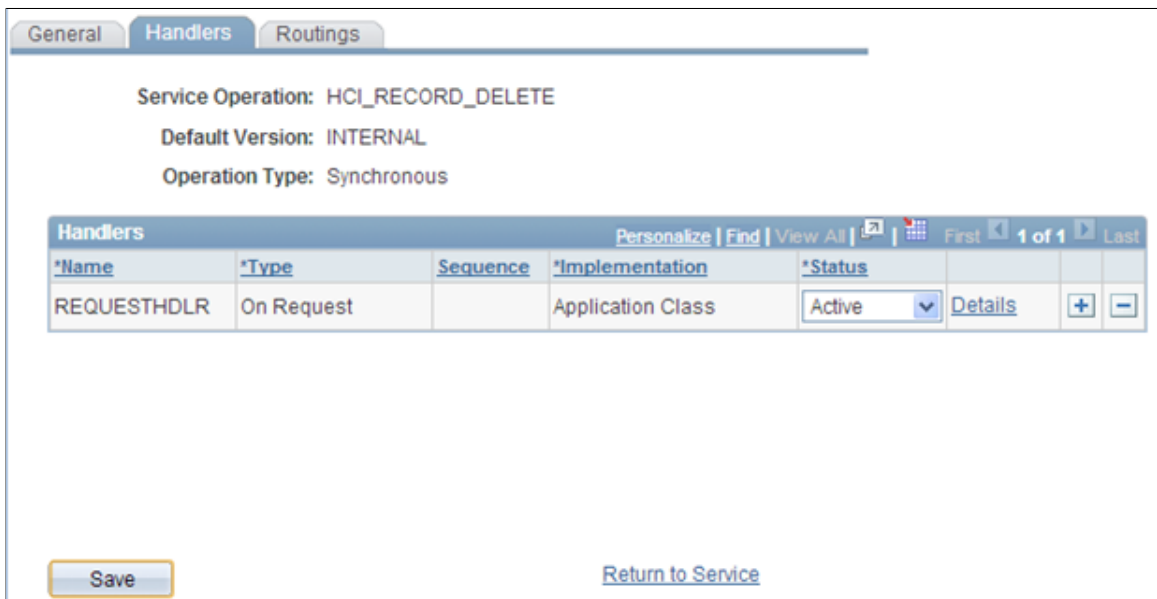 General Handlers Routings
Service Operation: HCI_RECORD_DELETE
Default Version: INTERNAL
Operation Type: Synchronous
Handlers Personalize | Find | View All | | First 1 of 1 Last
*Name *Type Sequence *Implementation *Status
REQUESTHDLR On Request Application Class Active Details + -
Save Return to Service